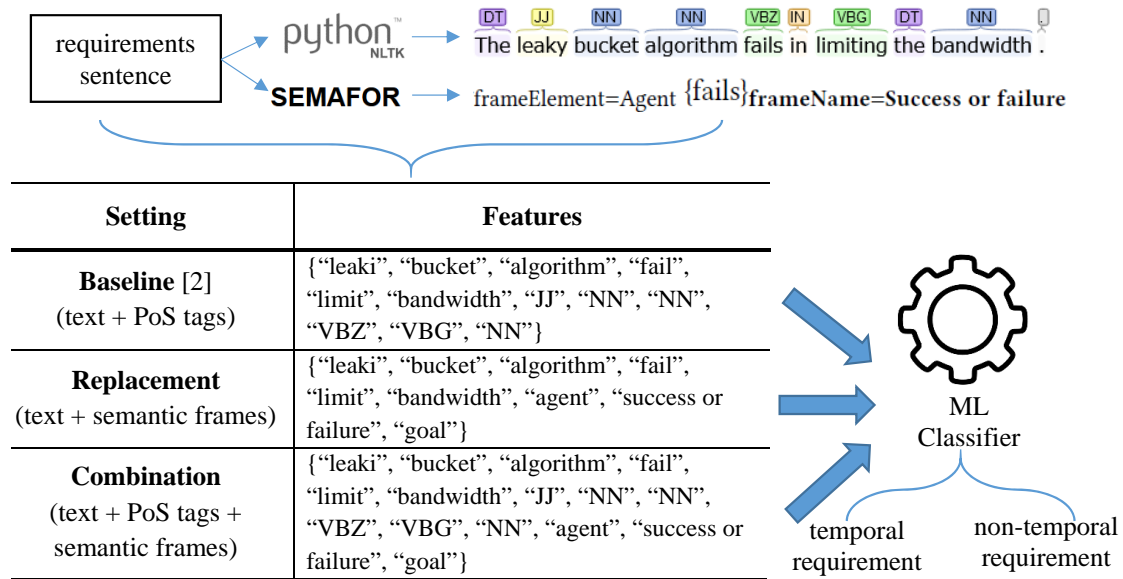 requirements
sentence
python™
NLTK
DT JJ NN NN VBZ IN VBG DT NN .
The leaky bucket algorithm fails in limiting the bandwidth .
SEMAFOR
frameElement=Agent {fails}frameName=Success or failure
Setting
Features
Baseline [2]
(text + PoS tags)
{“leaki”, “bucket”, “algorithm”, “fail”,
“limit”, “bandwidth”, “JJ”, “NN”, “NN”,
“VBZ”, “VBG”, “NN”}
Replacement
(text + semantic frames)
{“leaki”, “bucket”, “algorithm”, “fail”,
“limit”, “bandwidth”, “agent”, “success or
failure”, “goal”}
Combination
(text + PoS tags +
semantic frames)
{“leaki”, “bucket”, “algorithm”, “fail”,
“limit”, “bandwidth”, “JJ”, “NN”, “NN”,
“VBZ”, “VBG”, “NN”, “agent”, “success or
failure”, “goal”}
ML
Classifier
temporal
requirement
non-temporal
requirement